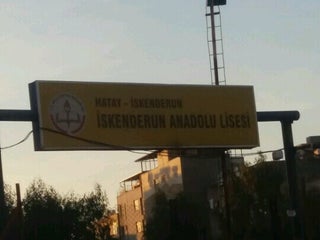 HATAY - İSKENDERUN
İSKENDERUN ANADOLU LİSESİ